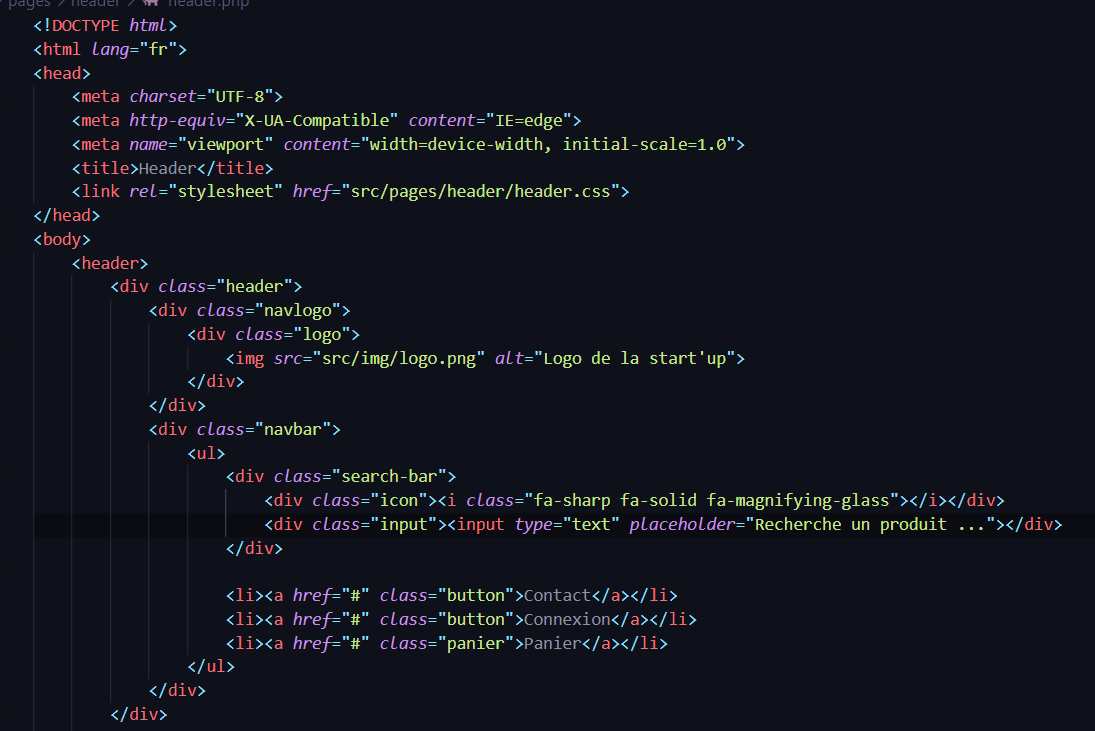 pages > header > header.php
<!DOCTYPE html>
<html lang="fr">
<head>
    <meta charset="UTF-8">
    <meta http-equiv="X-UA-Compatible" content="IE=edge">
    <meta name="viewport" content="width=device-width, initial-scale=1.0">
    <title>Header</title>
    <link rel="stylesheet" href="src/pages/header/header.css">
</head>
<body>
    <header>
        <div class="header">
            <div class="navlogo">
                <div class="logo">
                    <img src="src/img/logo.png" alt="Logo de la start'up">
                </div>
            </div>
            <div class="navbar">
                <ul>
                    <div class="search-bar">
                        <div class="icon"><i class="fa-sharp fa-solid fa-magnifying-glass"></i></div>
                        <div class="input"><input type="text" placeholder="Recherche un produit ..."></div>
                    </div>

                    <li><a href="#" class="button">Contact</a></li>
                    <li><a href="#" class="button">Connexion</a></li>
                    <li><a href="#" class="panier">Panier</a></li>
                </ul>
            </div>
        </div>